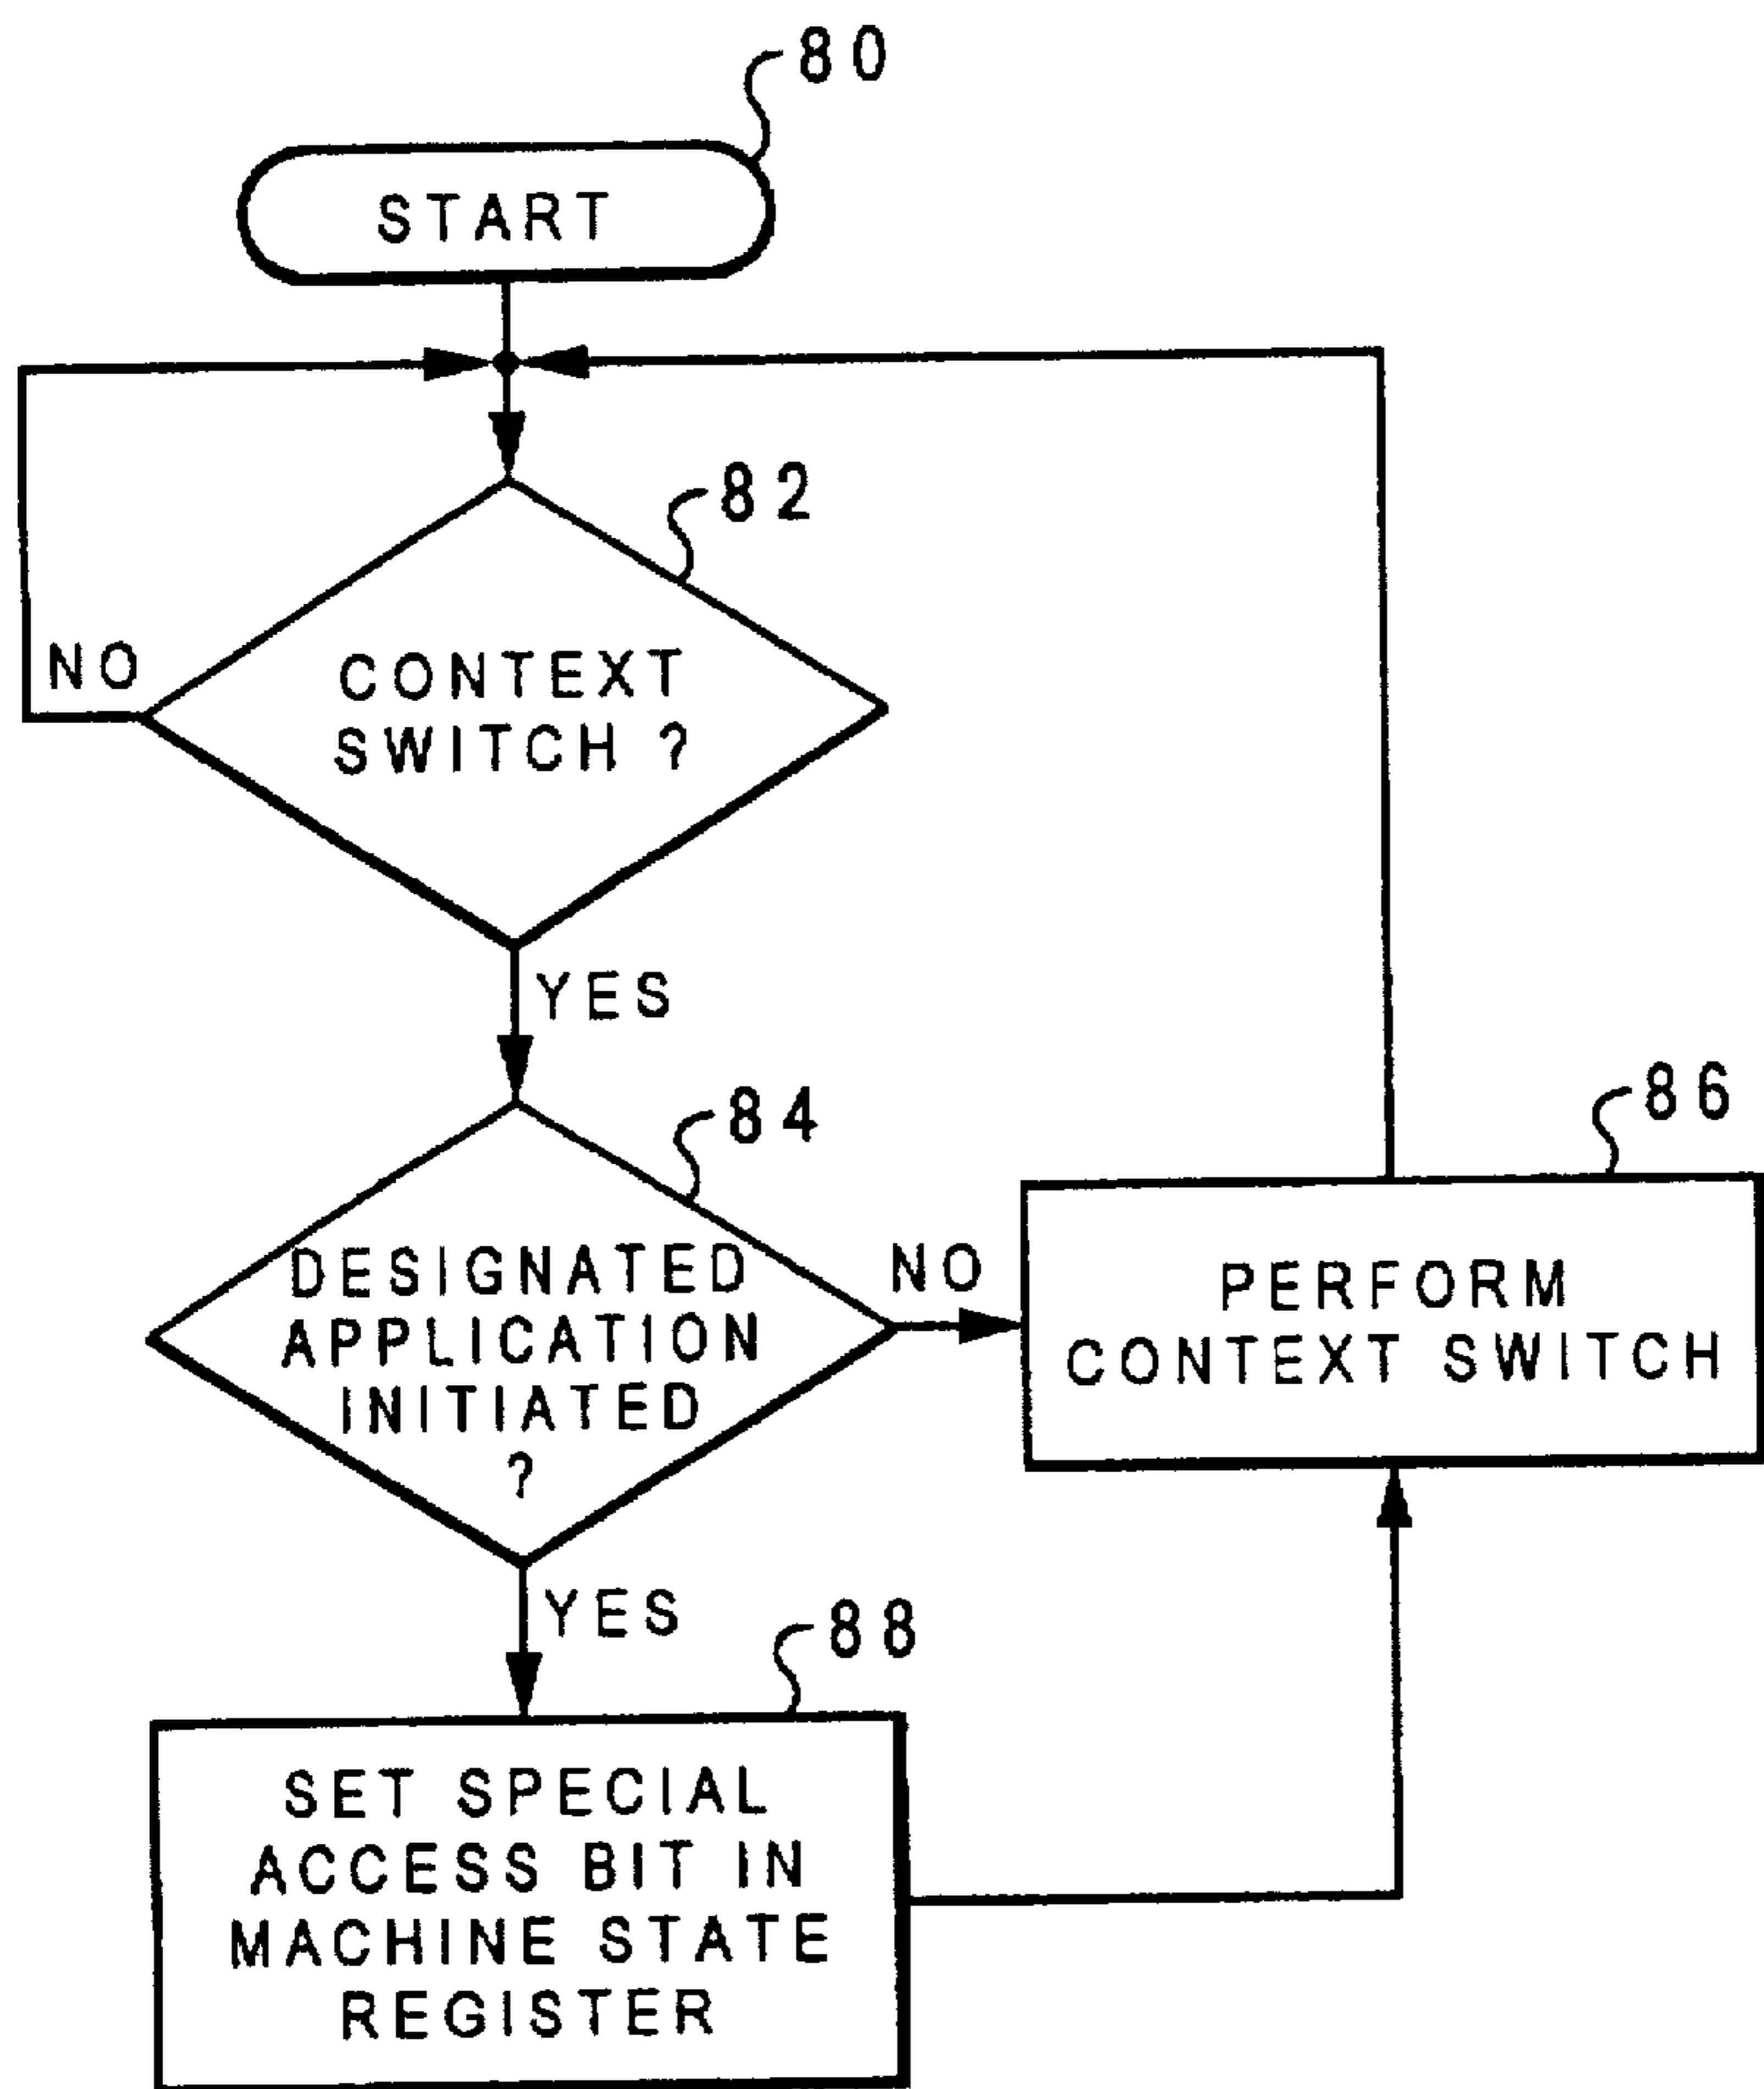 80
START
82
NO
CONTEXT
SWITCH ?
YES
84
86
DESIGNATED
APPLICATION
INITIATED
?
NO
PERFORM
CONTEXT SWITCH
YES
88
SET SPECIAL
ACCESS BIT IN
MACHINE STATE
REGISTER